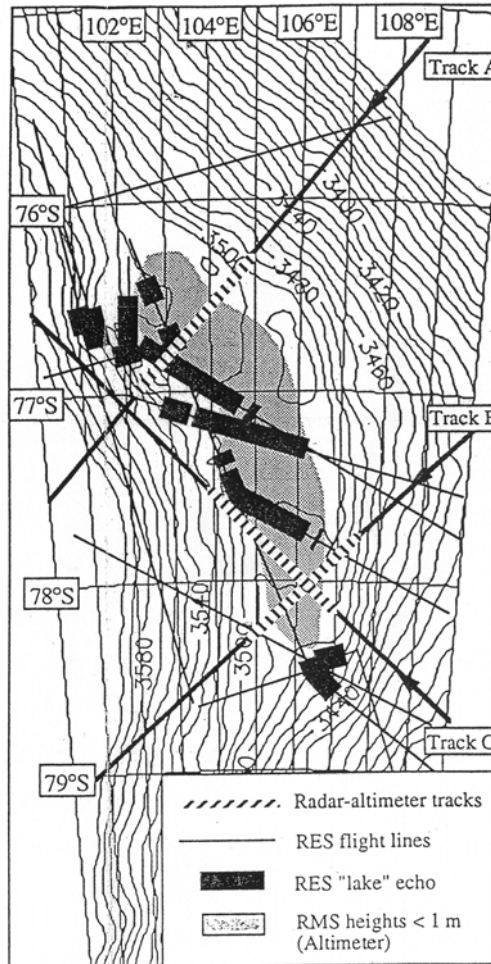 102°E 104°E 106°E 108°E
Track A
76°S
3400
3440
3420
3500
3480
3460
77°S
Track B
78°S
3540
3580
3440
Track C
79°S
Radar-altimeter tracks
RES flight lines
RES "lake" echo
RMS heights < 1 m
(Altimeter)